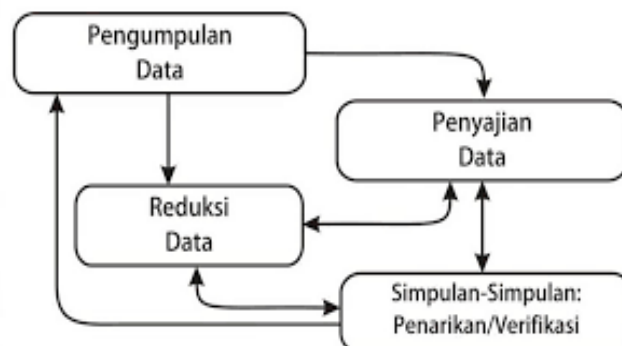 Pengumpulan
Data
Penyajian
Data
Reduksi
Data
Simpulan-Simpulan:
Penarikan/Verifikasi